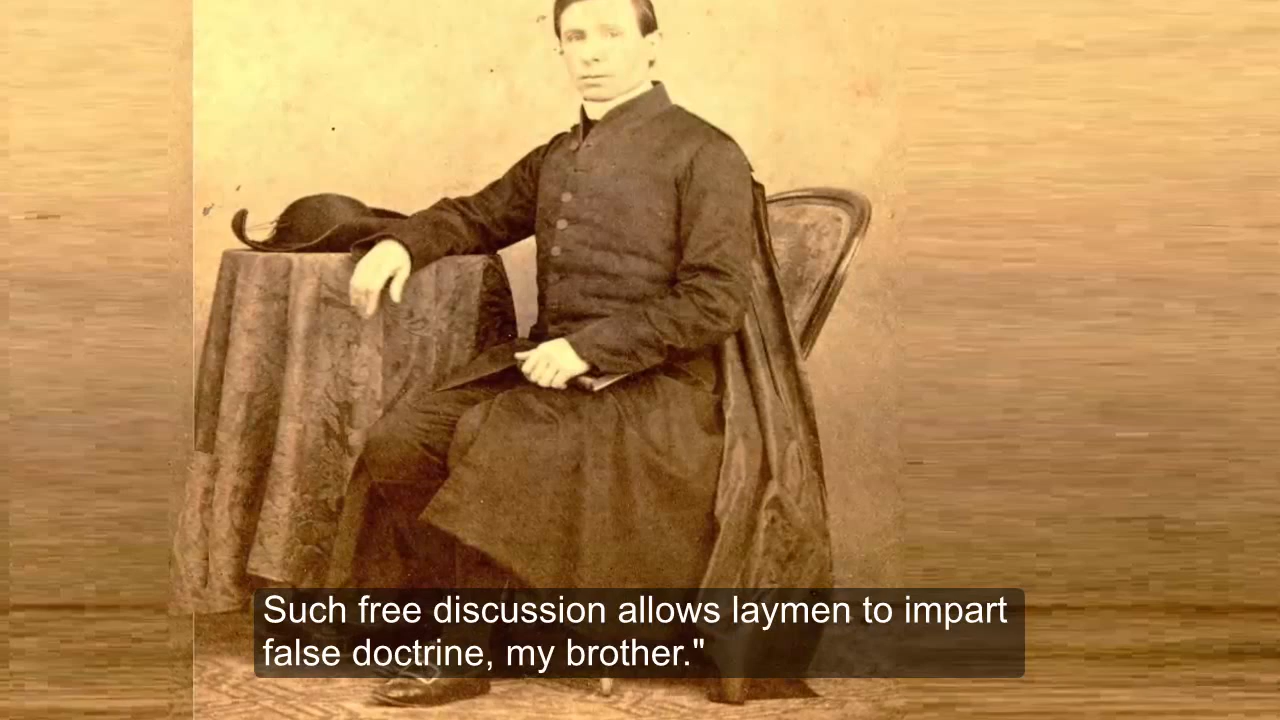 Such free discussion allows laymen to impart
false doctrine, my brother."